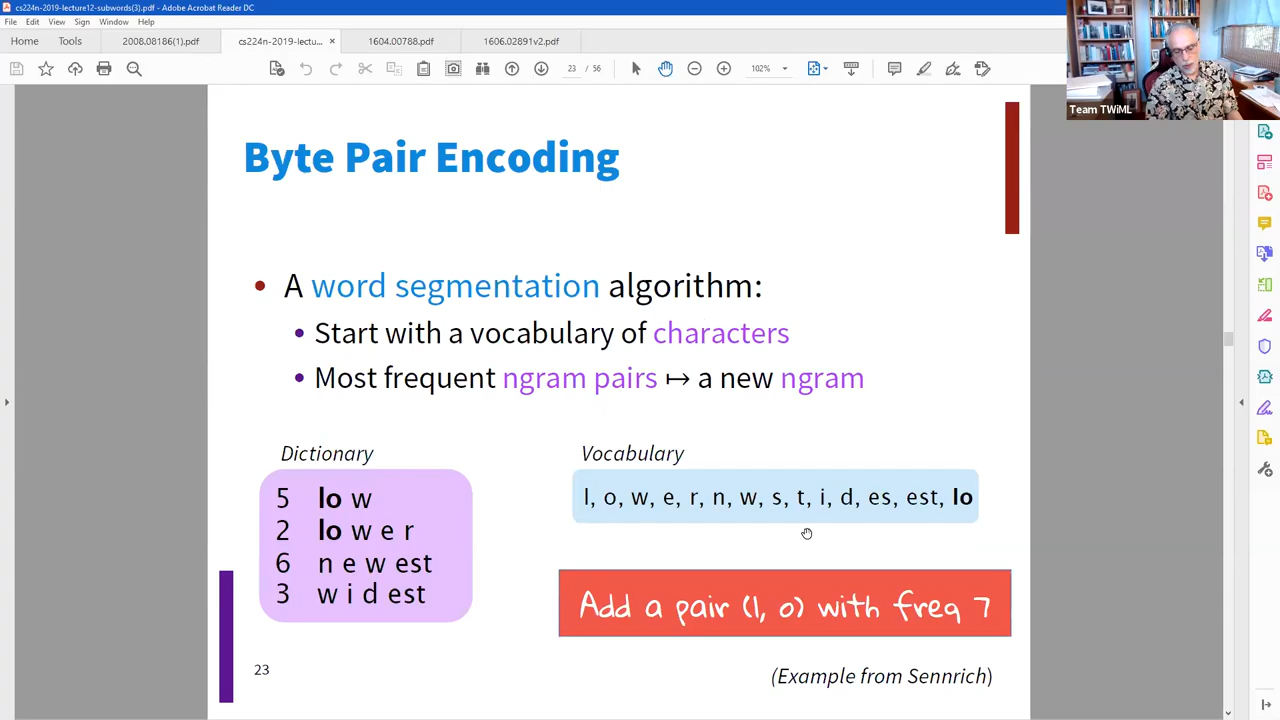 cs224n-2019-lecture12-subwords(3).pdf - Adobe Acrobat Reader DC
File Edit View Sign Window Help
Home Tools 2008.08186(1).pdf cs224n-2019-lectu... × 1604.00788.pdf 1606.02891v2.pdf
23 / 56 102%
Team TWiML
Byte Pair Encoding
• A word segmentation algorithm:
• Start with a vocabulary of characters
• Most frequent ngram pairs ↦ a new ngram
Dictionary
5 lo w
2 lo w e r
6 n e w est
3 w i d est
Vocabulary
l, o, w, e, r, n, w, s, t, i, d, es, est, lo
Add a pair (l, o) with freq 7
23
(Example from Sennrich)